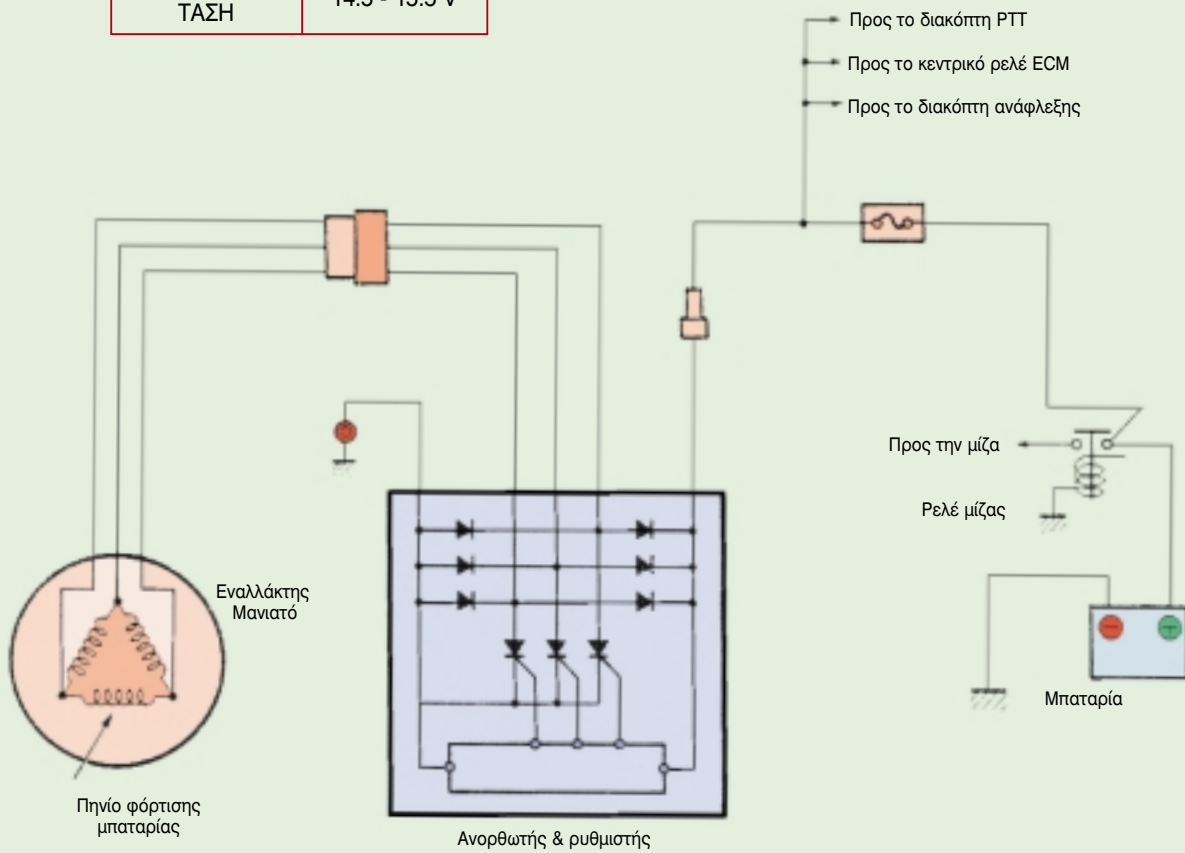 ΤΑΣΗ
Προς το διακόπτη PTT
Προς το κεντρικό ρελέ ECM
Προς το διακόπτη ανάφλεξης
Προς την μίζα
Ρελέ μίζας
Εναλλάκτης
Μανιατό
Μπαταρία
Πηνίο φόρτισης
μπαταρίας
Ανορθωτής & ρυθμιστής